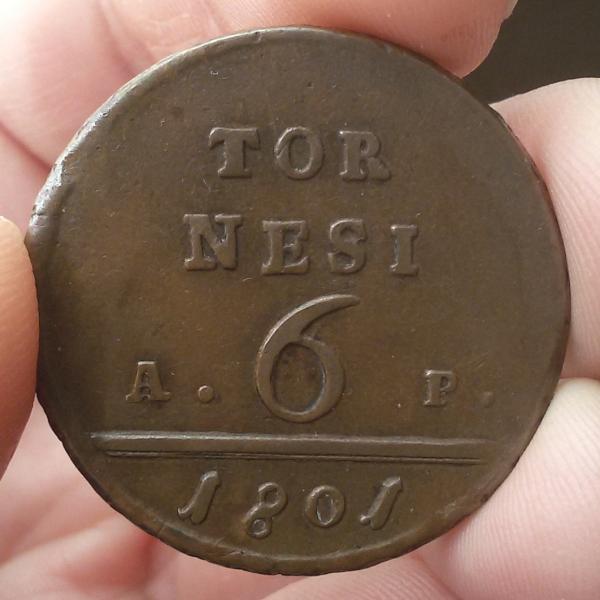 TOR
NESI
A. 6 P.
1801